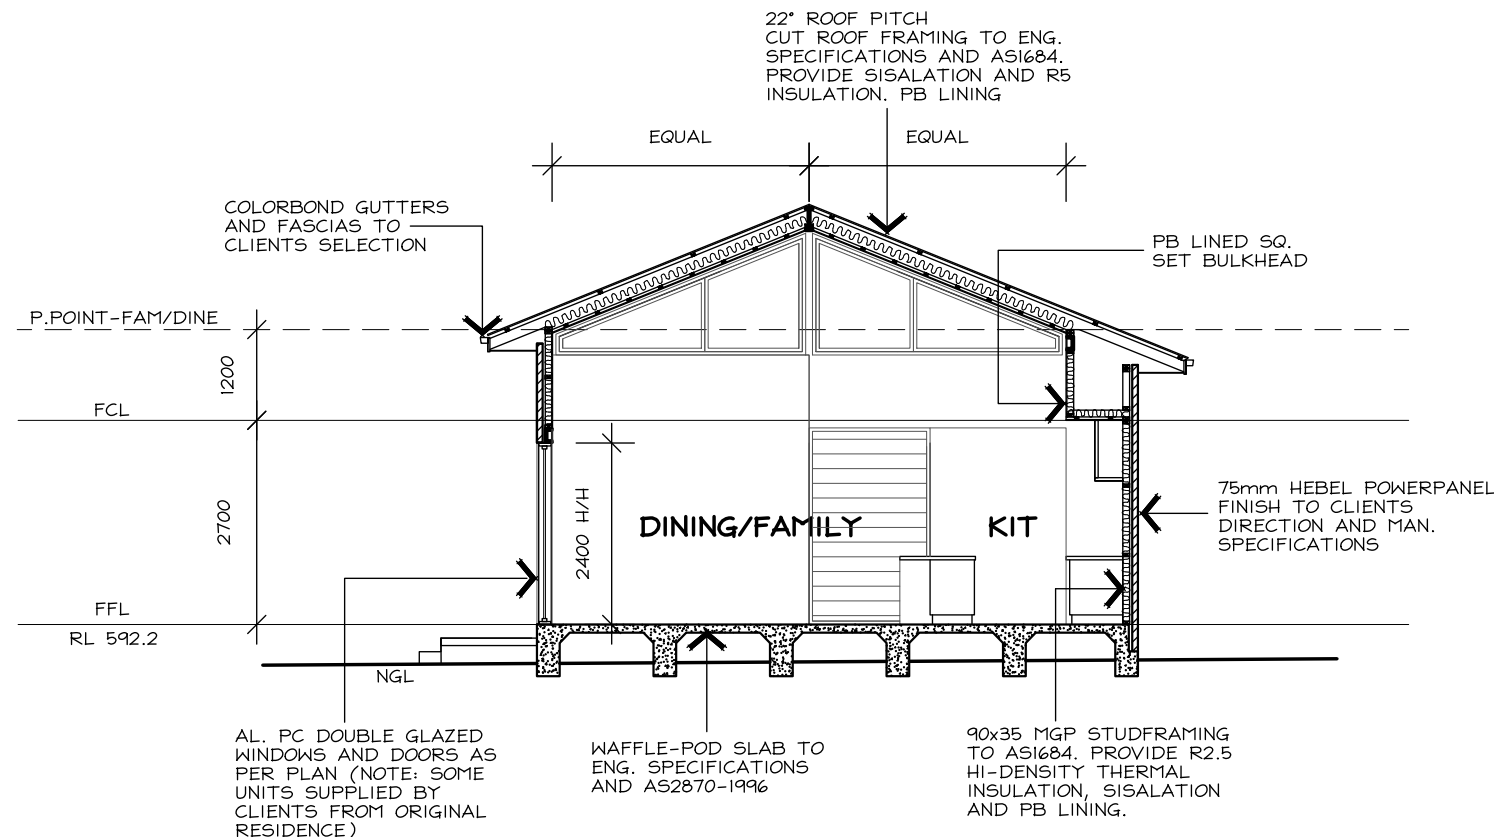 22° ROOF PITCH
CUT ROOF FRAMING TO ENG.
SPECIFICATIONS AND AS1684.
PROVIDE SISALATION AND R5
INSULATION. PB LINING
EQUAL
EQUAL
COLORBOND GUTTERS
AND FASCIAS TO
CLIENTS SELECTION
PB LINED SQ.
SET BULKHEAD
P.POINT-FAM/DINE
1200
FCL
2700
2400 H/H
DINING/FAMILY
KIT
75mm HEBEL POWERPANEL
FINISH TO CLIENTS
DIRECTION AND MAN.
SPECIFICATIONS
FFL
RL 592.2
NGL
AL. PC DOUBLE GLAZED
WINDOWS AND DOORS AS
PER PLAN (NOTE: SOME
UNITS SUPPLIED BY
CLIENTS FROM ORIGINAL
RESIDENCE)
WAFFLE-POD SLAB TO
ENG. SPECIFICATIONS
AND AS2870-1996
90x35 MGP STUDFRAMING
TO AS1684. PROVIDE R2.5
HI-DENSITY THERMAL
INSULATION, SISALATION
AND PB LINING.